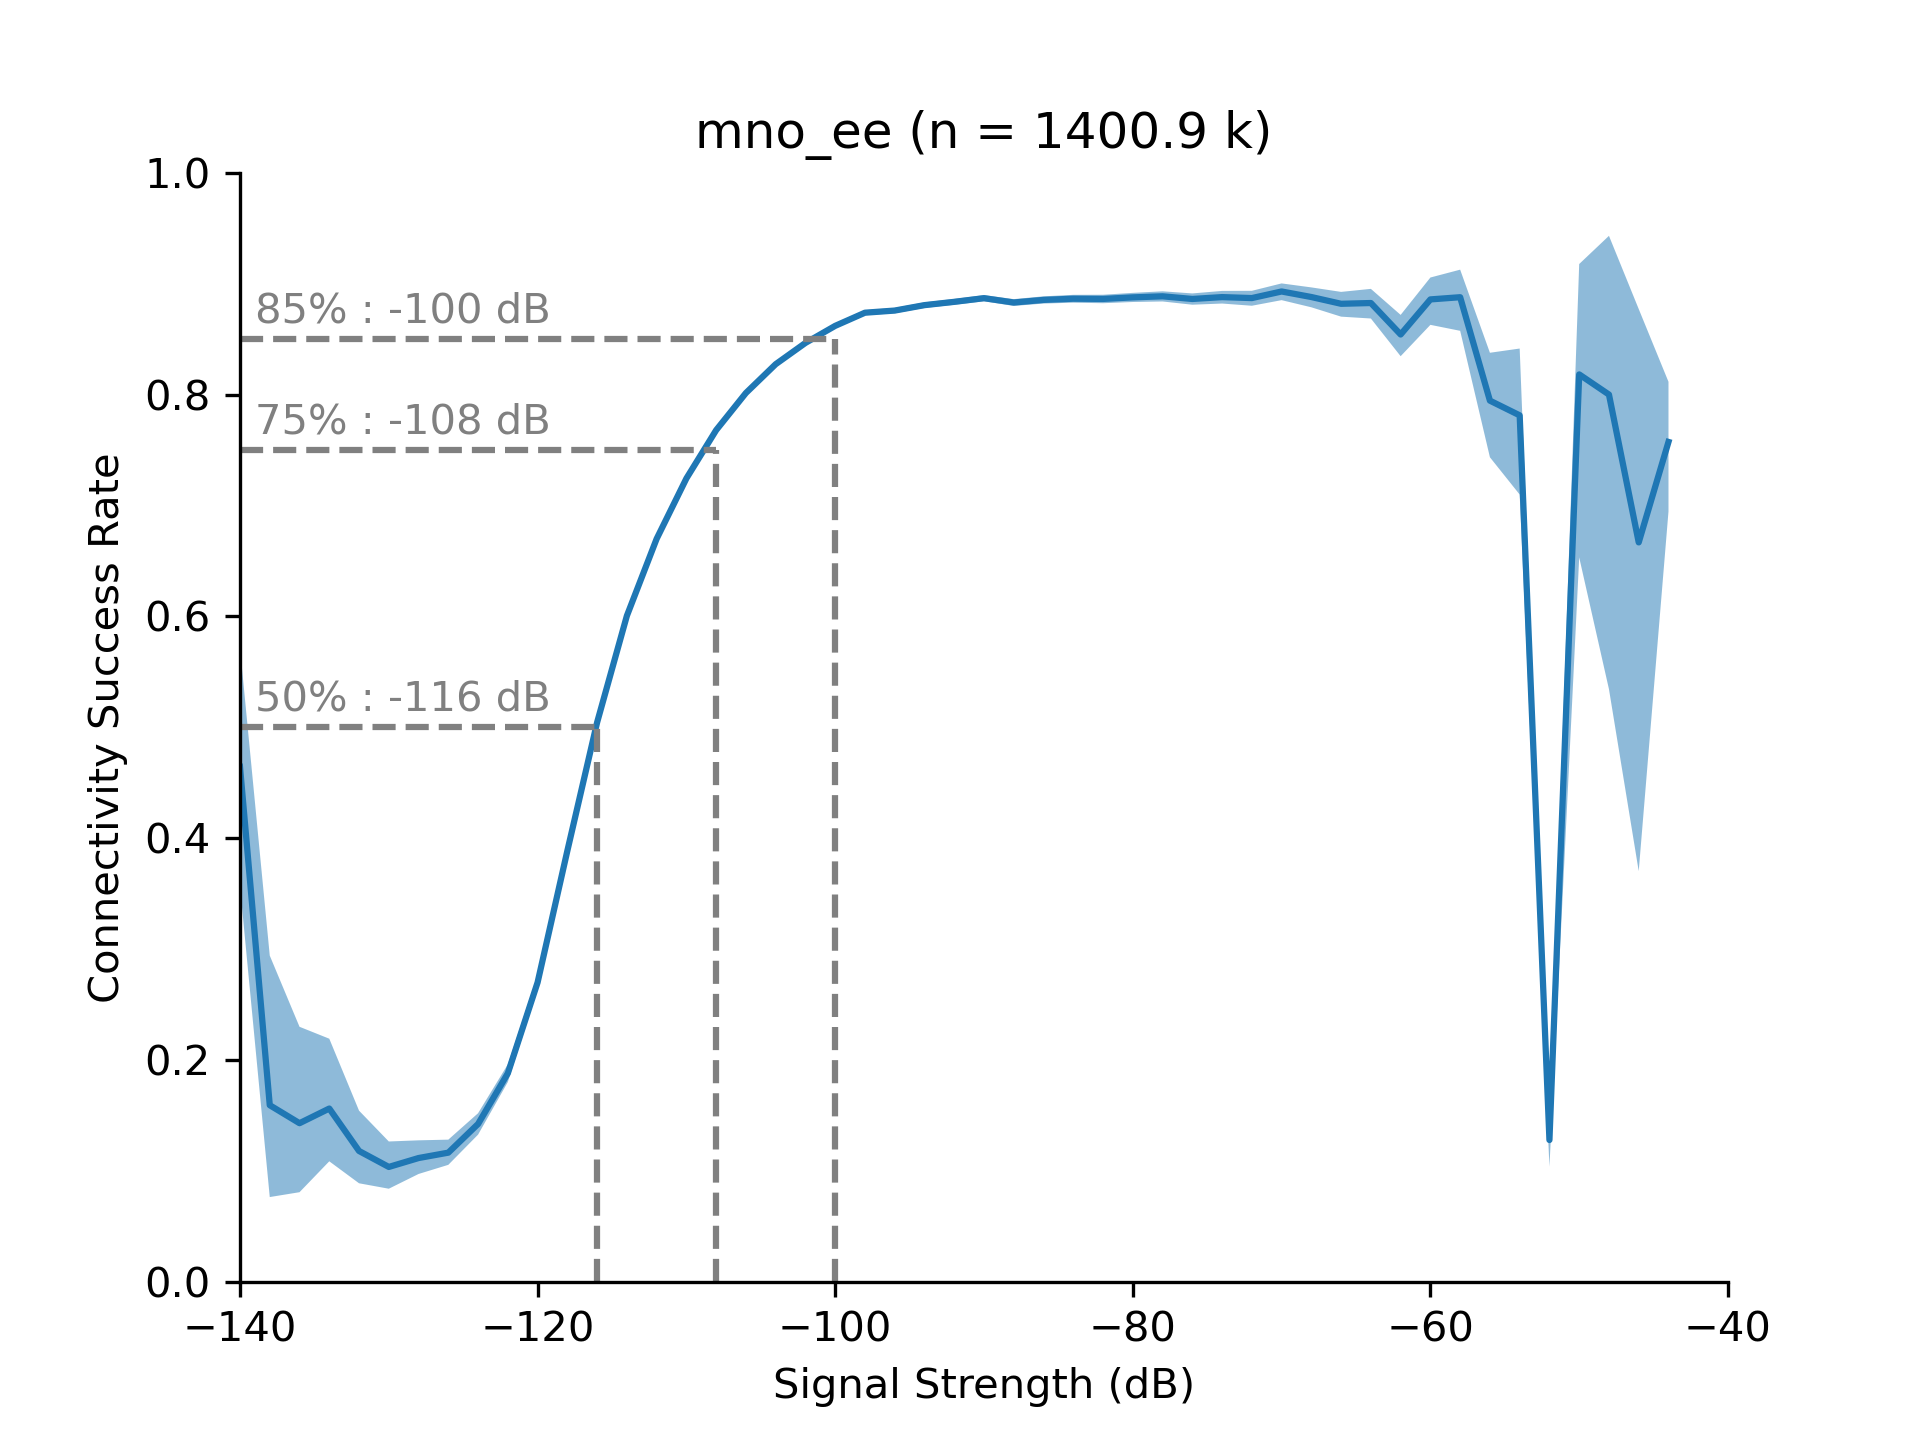 mno_ee (n = 1400.9 k)
1.0
0.8
0.6
0.4
0.2
0.0
Connectivity Success Rate
85% : -100 dB
75% : -108 dB
50% : -116 dB
−140
−120
−100
−80
−60
−40
Signal Strength (dB)